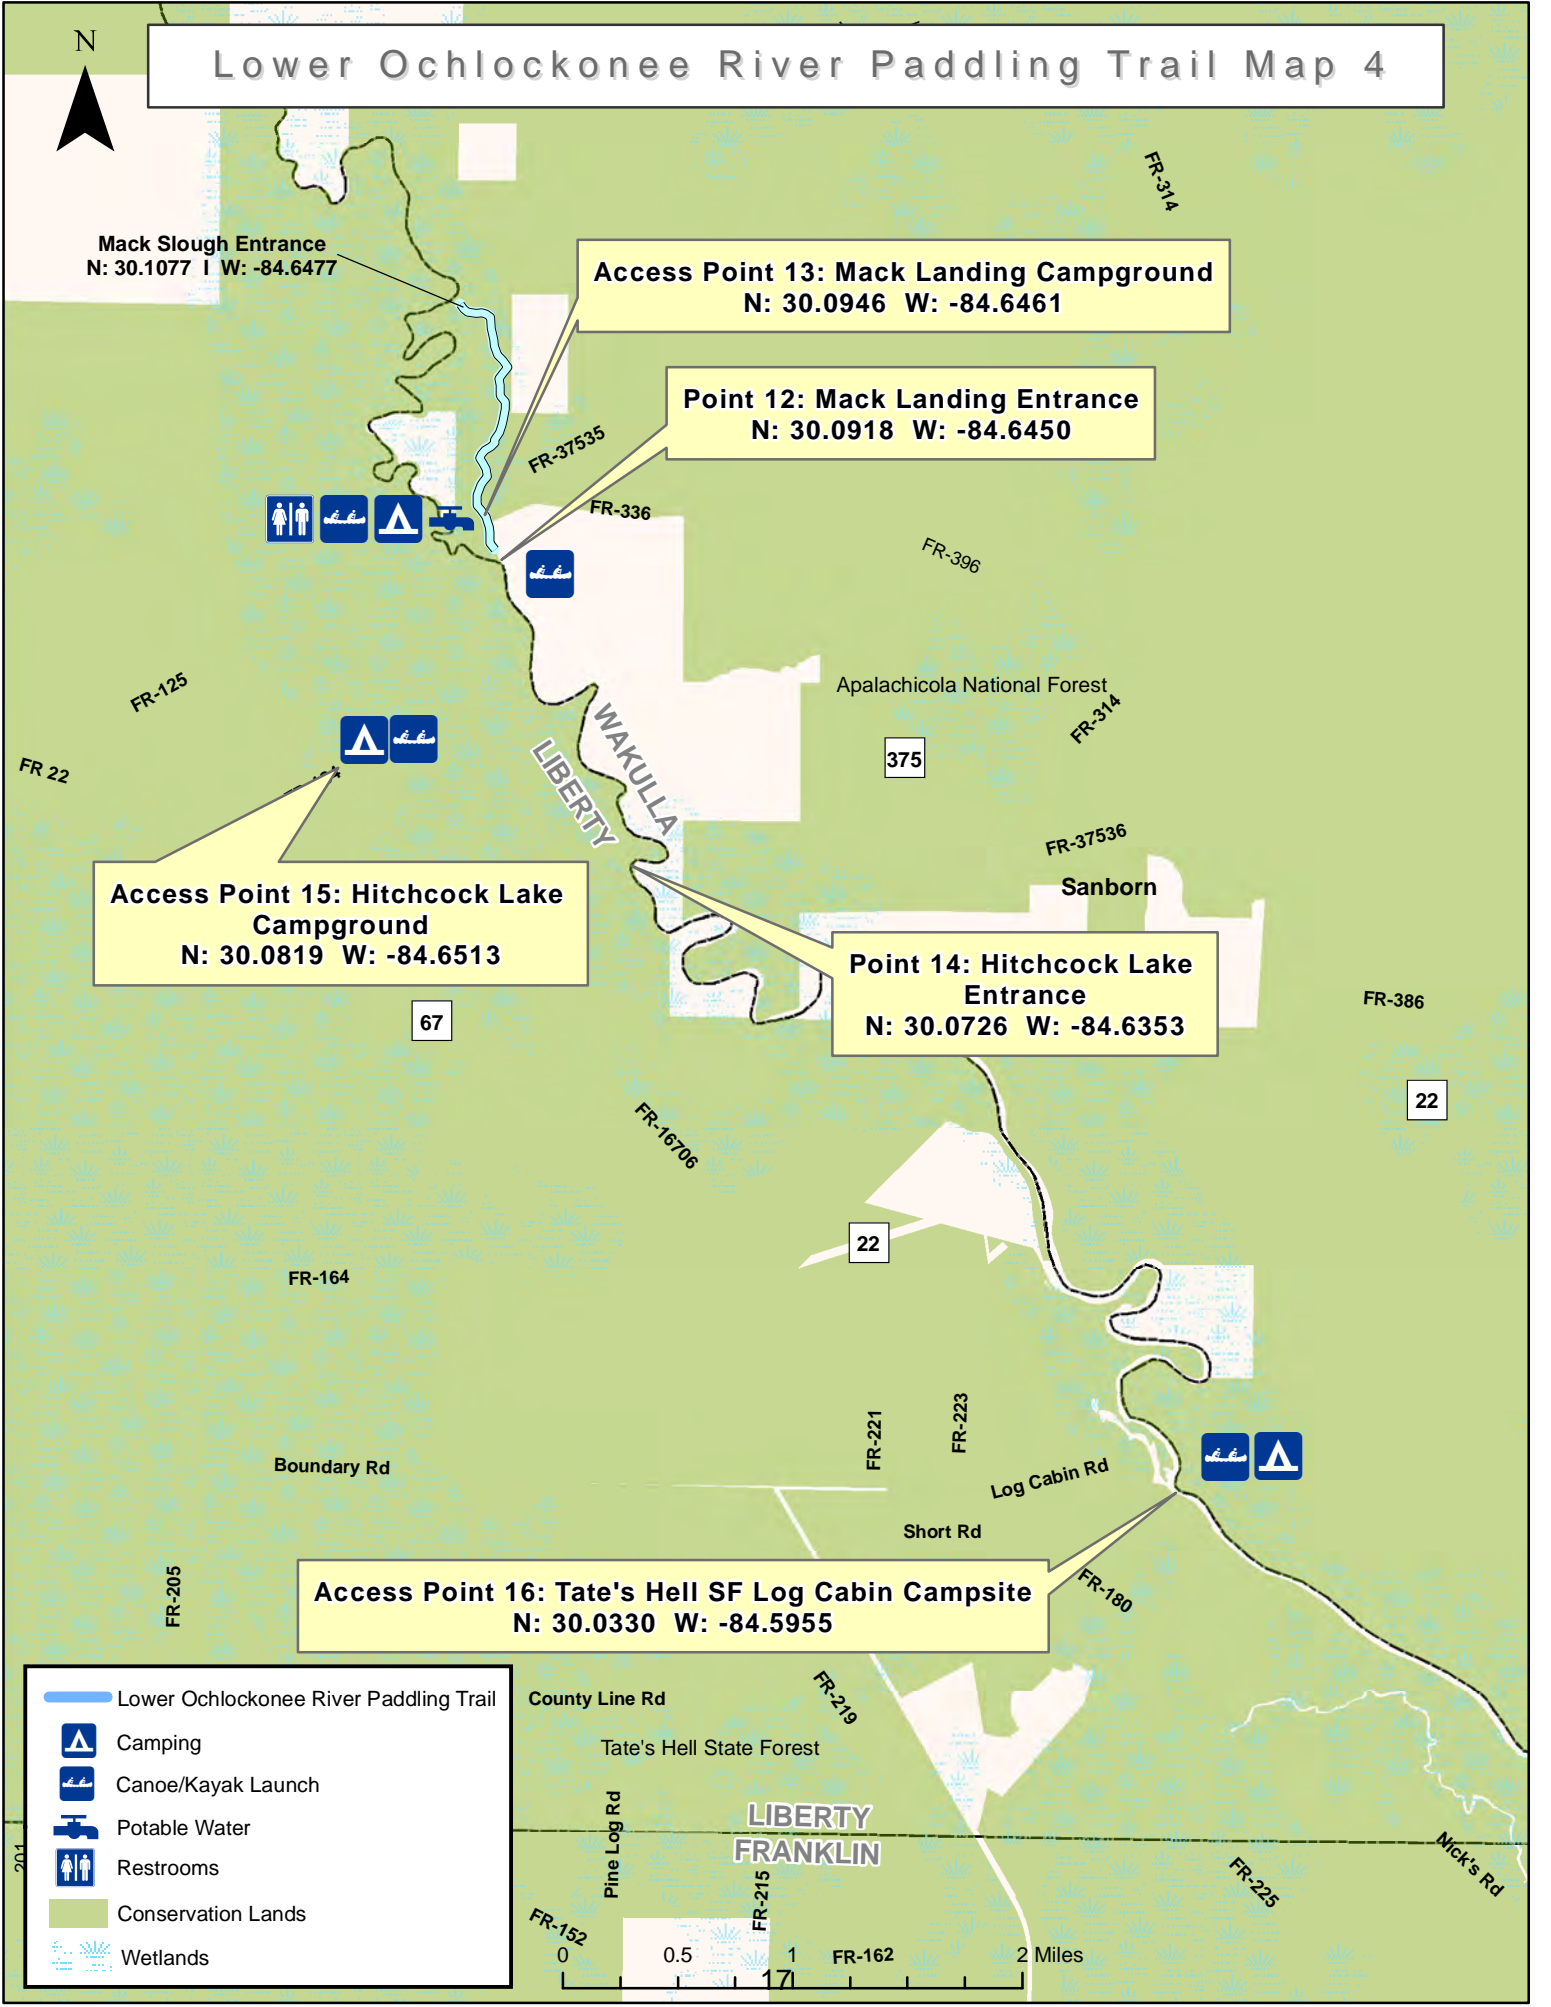 Lower Ochlockonee River Paddling Trail Map 4
N
FR-314
Mack Slough Entrance
N: 30.1077 I W: -84.6477
Access Point 13: Mack Landing Campground
N: 30.0946 W: -84.6461
Point 12: Mack Landing Entrance
N: 30.0918 W: -84.6450
FR-37535
FR-336
FR-396
FR-125
Apalachicola National Forest
FR-314
WAKULLA
LIBERTY
375
FR 22
FR-37536
Sanborn
Access Point 15: Hitchcock Lake
Campground
N: 30.0819 W: -84.6513
Point 14: Hitchcock Lake
Entrance
N: 30.0726 W: -84.6353
67
FR-386
22
FR-16706
22
FR-164
FR-221
FR-223
Boundary Rd
Log Cabin Rd
Short Rd
FR-205
Access Point 16: Tate's Hell SF Log Cabin Campsite
N: 30.0330 W: -84.5955
FR-180
Lower Ochlockonee River Paddling Trail
Camping
Canoe/Kayak Launch
Potable Water
Restrooms
Conservation Lands
Wetlands
County Line Rd
FR-219
Tate's Hell State Forest
Pine Log Rd
LIBERTY
FRANKLIN
201
FR-215
FR-225
Nick's Rd
FR-152
FR-162
0 0.5 1 2 Miles
17